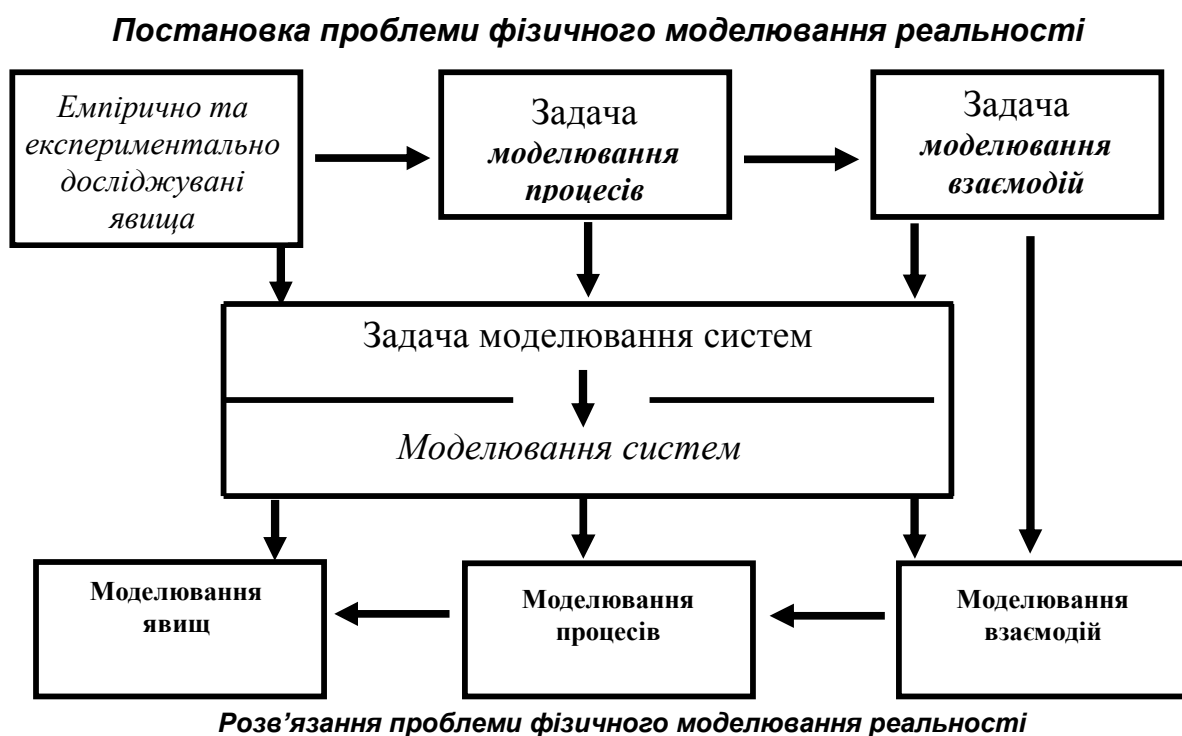 Постановка проблеми фізичного моделювання реальності
Емпірично та
експериментально
досліджувані
явища
Задача
моделювання
процесів
Задача
моделювання
взаємодій
Задача моделювання систем
Моделювання систем
Моделювання
явищ
Моделювання
процесів
Моделювання
взаємодій
Розв’язання проблеми фізичного моделювання реальності